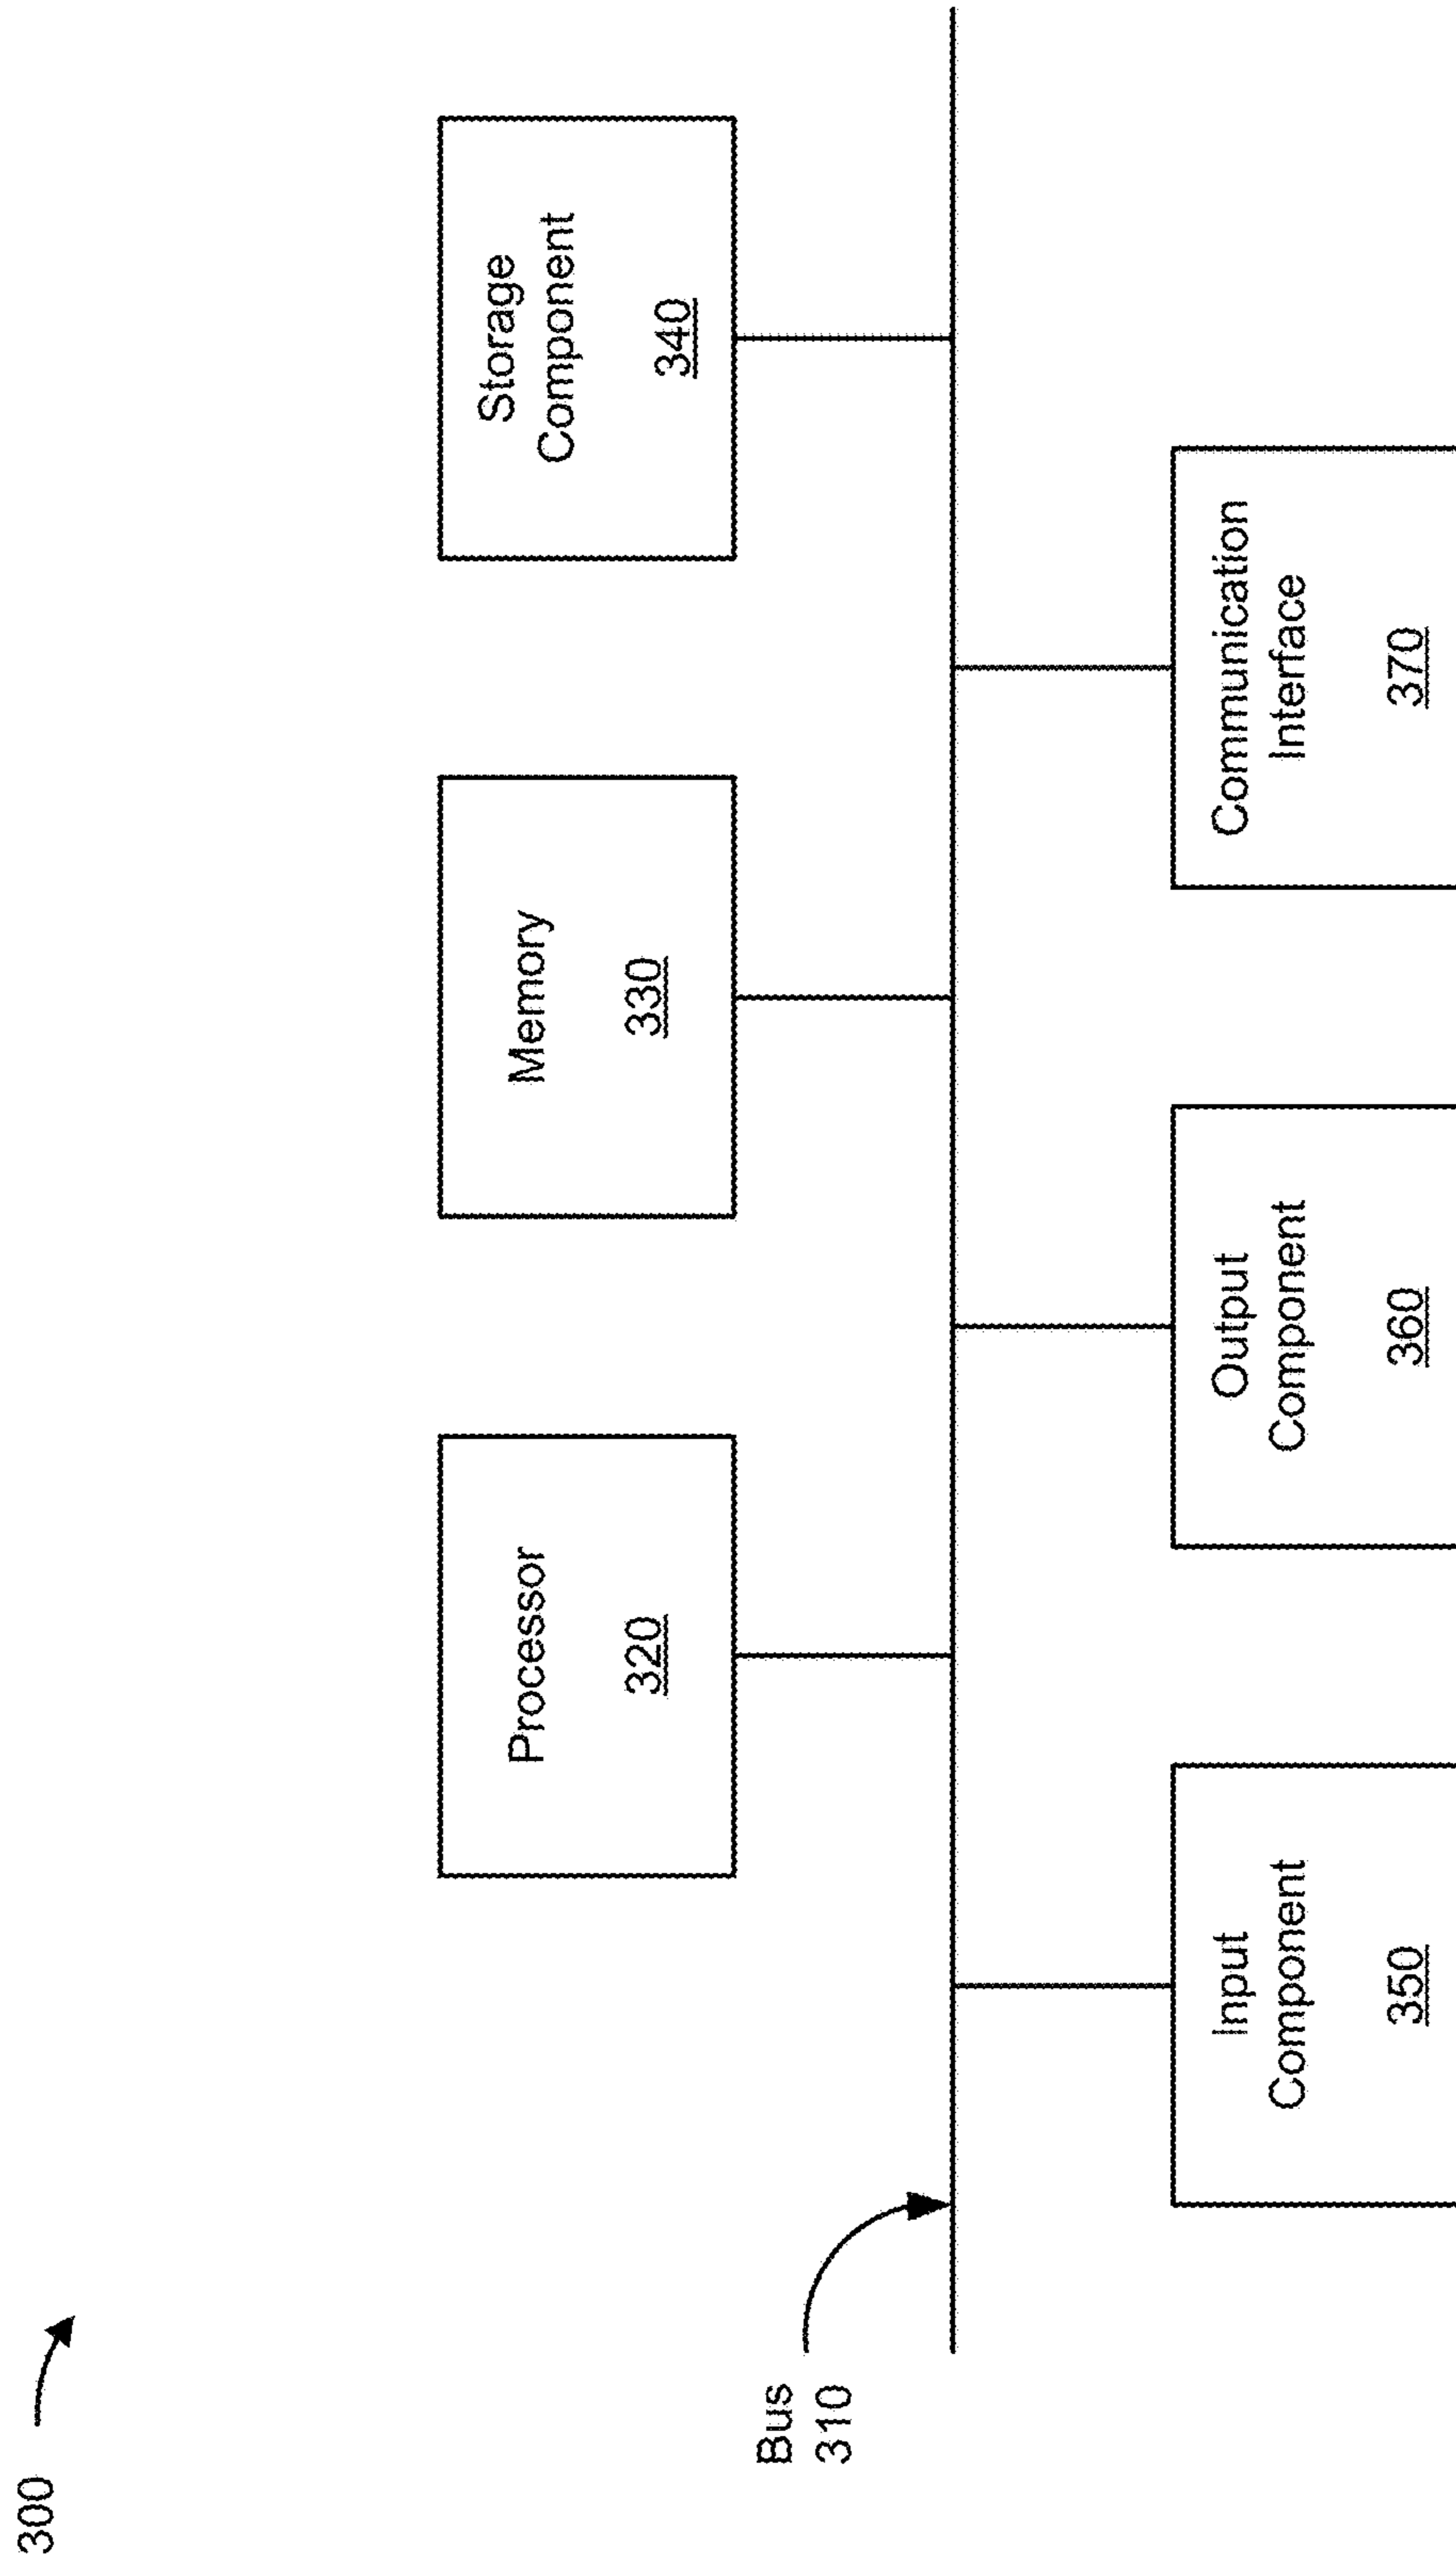 300
Processor
320
Memory
330
Storage
Component
340
Bus
310
Input
Component
350
Output
Component
360
Communication
Interface
370